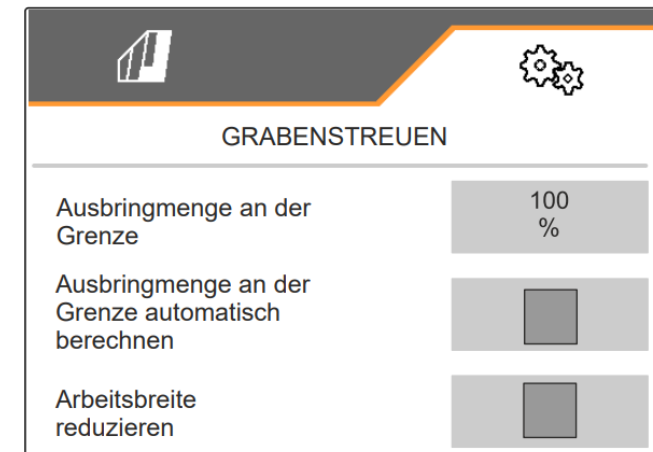 GRABENSTREUEN
Ausbringmenge an der
Grenze
100
%
Ausbringmenge an der
Grenze automatisch
berechnen
Arbeitsbreite
reduzieren